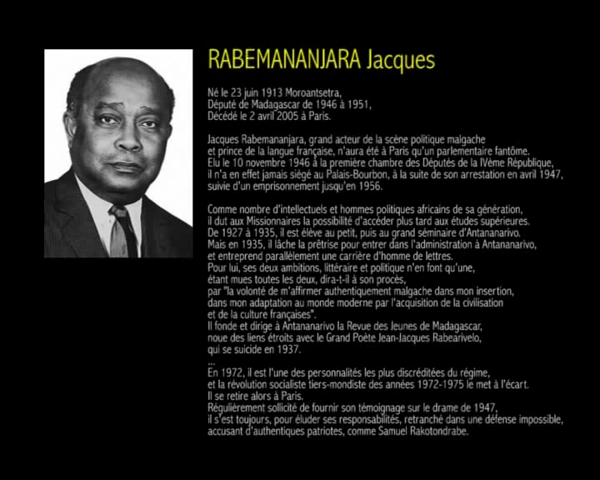 RABEMANANJARA Jacques
Né le 23 juin 1913 Moroantsetra,
Député de Madagascar de 1946 à 1951,
Décédé le 2 avril 2005 à Paris.
Jacques Rabemananjara, grand acteur de la scène politique malgache
et prince de la langue française, n'aura été à Paris qu'un parlementaire fantôme.
Elu le 10 novembre 1946 à la première chambre des Députés de la IVème République,
il n'a en effet jamais siégé au Palais-Bourbon, à la suite de son arrestation en avril 1947,
suivie d'un emprisonnement jusqu'en 1956.
Comme nombre d'intellectuels et hommes politiques africains de sa génération,
il dut aux Missionnaires la possibilité d'accéder plus tard aux études supérieures.
De 1927 à 1935, il est élève au petit, puis au grand séminaire d'Antananarivo.
Mais en 1935, il lâche la prêtrise pour entrer dans l'administration à Antananarivo,
et entreprend parallèlement une carrière d'homme de lettres.
Pour lui, ses deux ambitions, littéraire et politique n'en font qu'une,
étant mues toutes les deux, dira-t-il à son procès,
par "la volonté de m'affirmer authentiquement malgache dans mon insertion,
dans mon adaptation au monde moderne par l'acquisition de la civilisation
et de la culture françaises".
Il fonde et dirige à Antananarivo la Revue des Jeunes de Madagascar,
noue des liens étroits avec le Grand Poète Jean-Jacques Rabearivelo,
qui se suicide en 1937.
...
En 1972, il est l'une des personnalités les plus discréditées du régime,
et la révolution socialiste tiers-mondiste des années 1972-1975 le met à l'écart.
Il se retire alors à Paris.
Régulièrement sollicité de fournir son témoignage sur le drame de 1947,
il s'est toujours, pour éluder ses responsabilités, retranché dans une défense impossible,
accusant d'authentiques patriotes, comme Samuel Rakotondrabe.